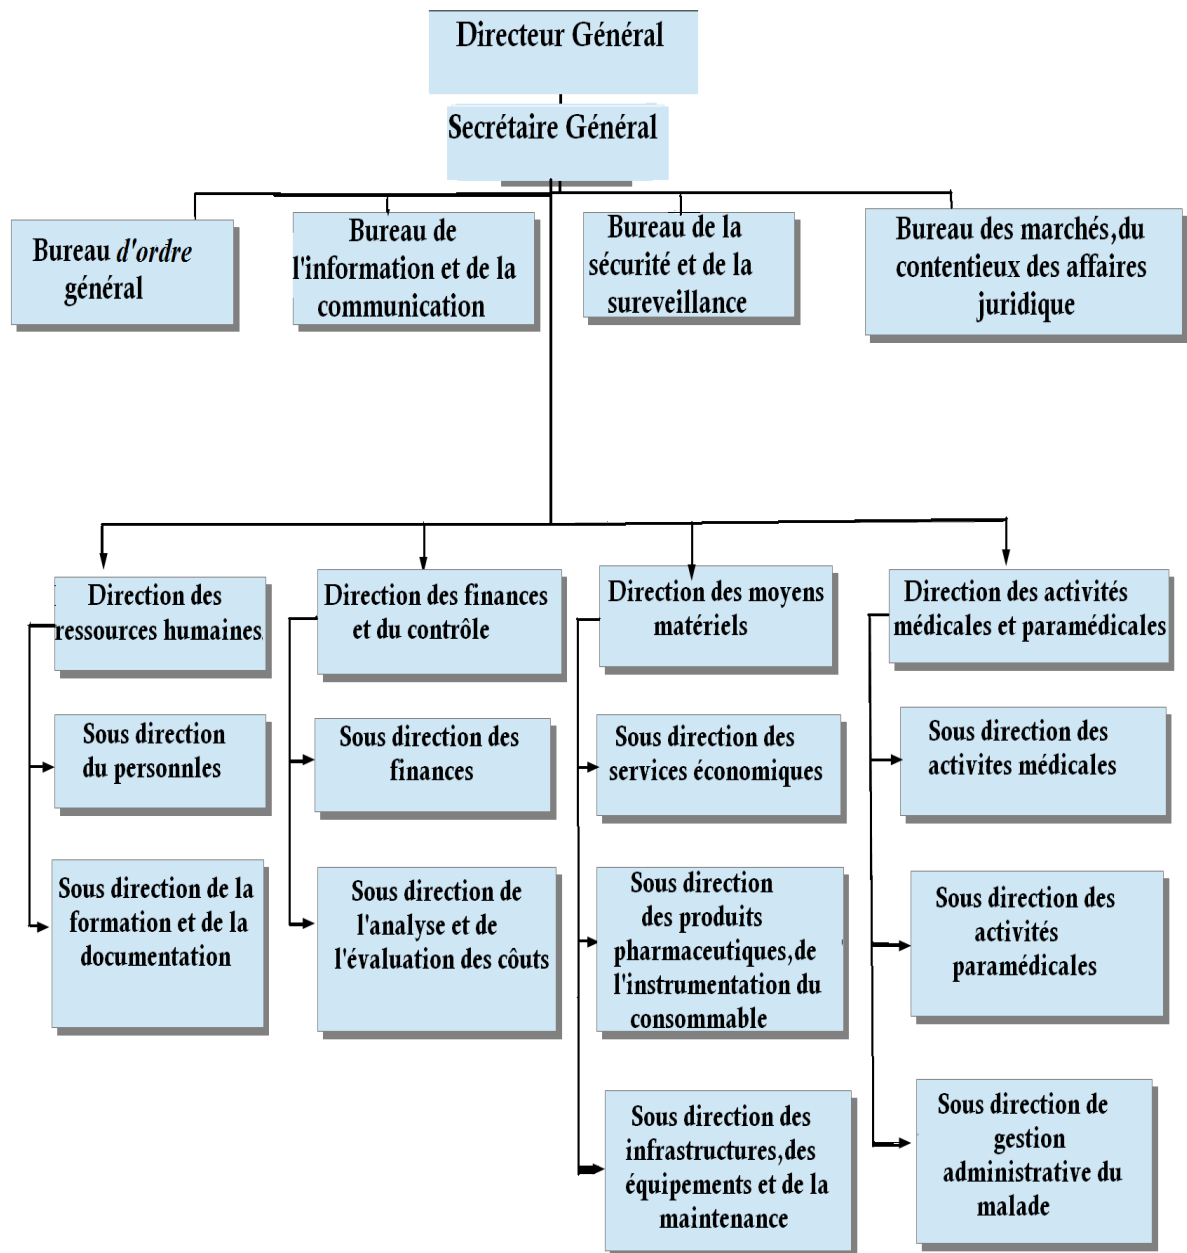 Directeur Général
Secrétaire Général
Bureau d'ordre
général
Bureau de
l'information et de la
communication
Bureau de la
sécurité et de la
sureveillance
Bureau des marchés,du
contentieux des affaires
juridique
Direction des
ressources humaines
Direction des finances
et du contrôle
Direction des moyens
matériels
Direction des activités
médicales et paramédicales
Sous direction
du personnles
Sous direction des
finances
Sous direction des
services économiques
Sous direction des
activites médicales
Sous direction de la
formation et de la
documentation
Sous direction de
l'analyse et de
l'évaluation des côuts
Sous direction
des produits
pharmaceutiques,de
l'instrumentation du
consommable
Sous direction des
activités
paramédicales
Sous direction des
infrastructures,des
équipements et de la
maintenance
Sous direction de
gestion
administrative du
malade